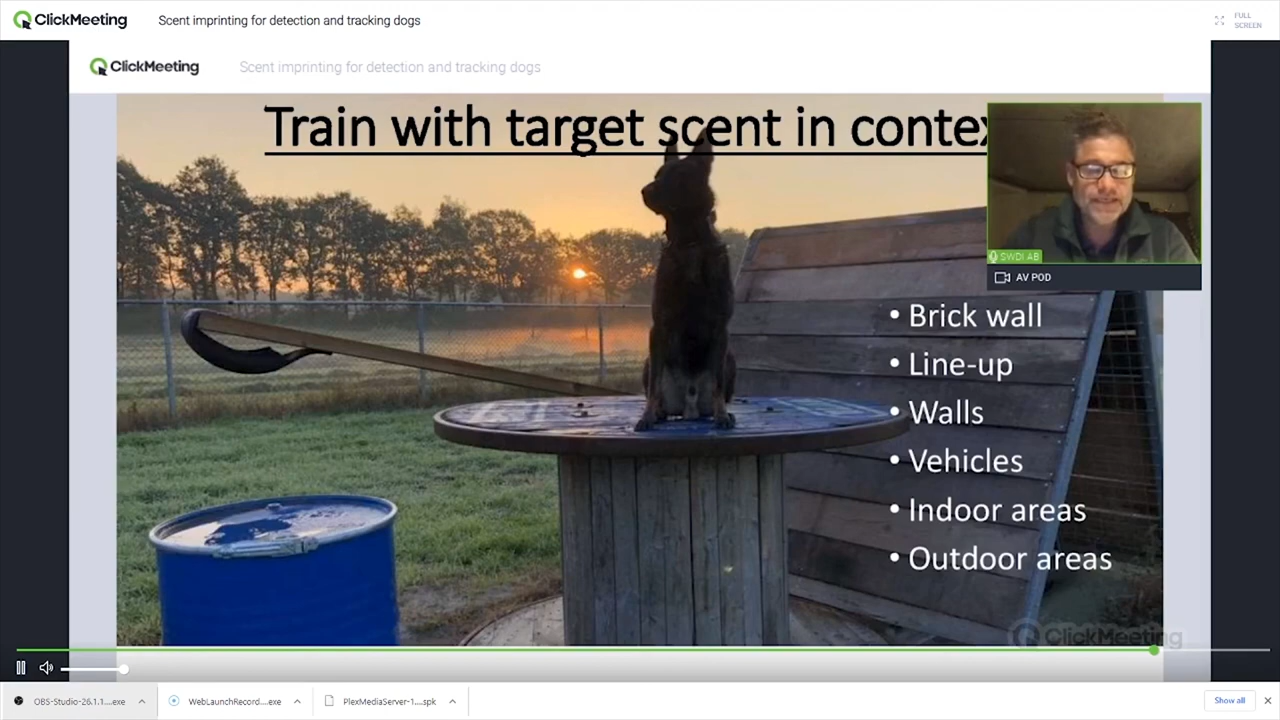 ClickMeeting
Scent imprinting for detection and tracking dogs
FULL
SCREEN
ClickMeeting
Scent imprinting for detection and tracking dogs
Train with target scent in contex
SWDI AB
AV POD
• Brick wall
• Line-up
• Walls
• Vehicles
• Indoor areas
• Outdoor areas
ClickMeeting
OBS-Studio-26.1.1....exe
WebLaunchRecord....exe
PlexMediaServer-1....spk
Show all